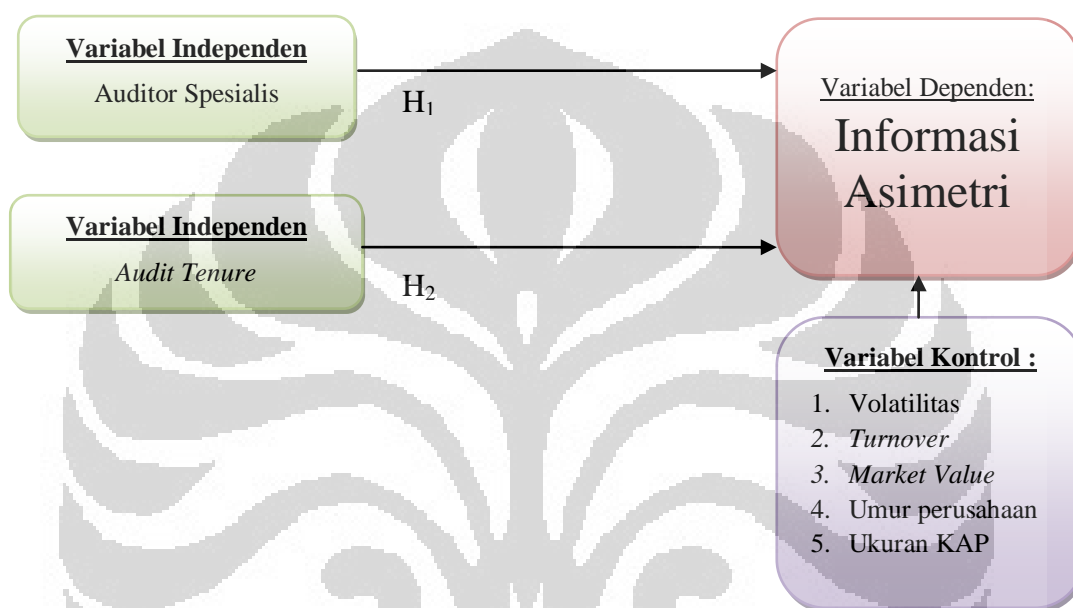 Variabel Independen
Auditor Spesialis
H1
Variabel Independen
Audit Tenure
H2
Variabel Dependen:
Informasi
Asimetri
Variabel Kontrol :
1. Volatilitas
2. Turnover
3. Market Value
4. Umur perusahaan
5. Ukuran KAP